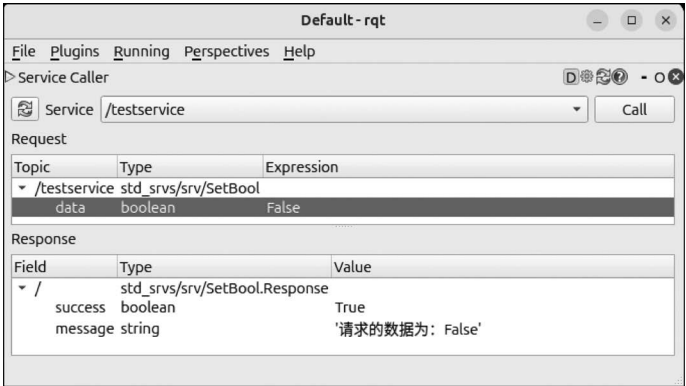 Default - rqt
File Plugins Running Perspectives Help
Service Caller D - O
Service /testservice Call
Request
Topic Type Expression
/testservice std_srvs/srv/SetBool
data boolean False
Response
Field Type Value
/ std_srvs/srv/SetBool.Response
success boolean True
message string '请求的数据为：False'